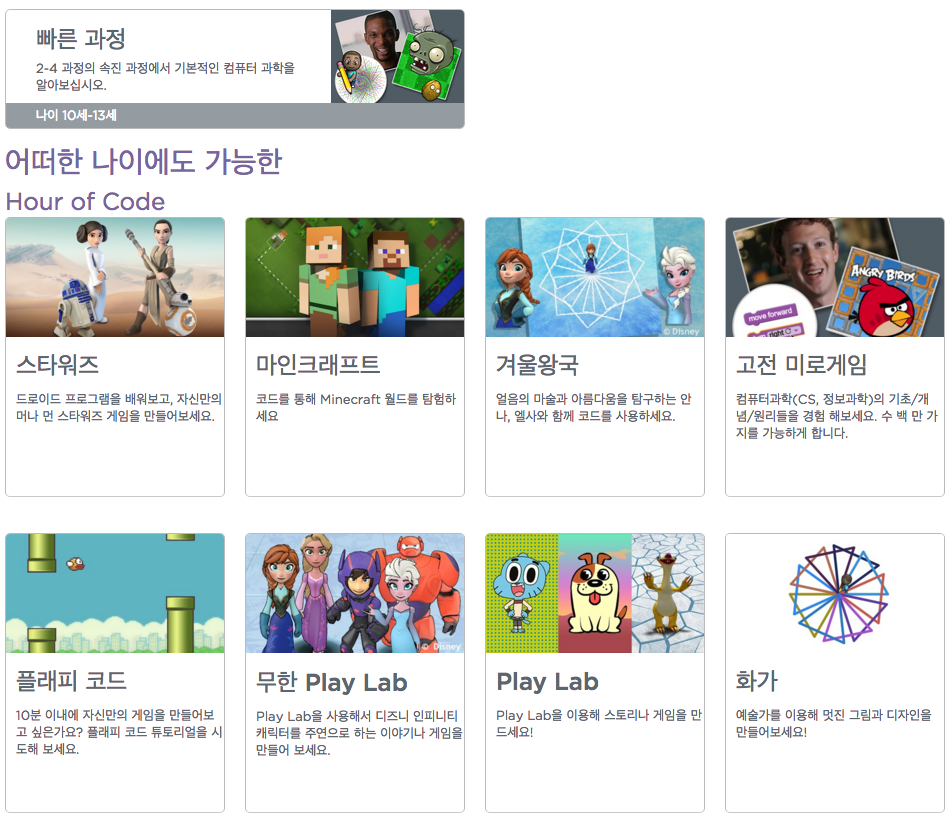 빠른 과정
2-4 과정의 속진 과정에서 기본적인 컴퓨터 과학을
알아보십시오.
나이 10세-13세
어떠한 나이에도 가능한
Hour of Code
스타워즈
드로이드 프로그램을 배워보고, 자신만의
머나 먼 스타워즈 게임을 만들어보세요.
마인크래프트
코드를 통해 Minecraft 월드를 탐험하
세요
© Disney
겨울왕국
얼음의 마술과 아름다움을 탐구하는 안
나, 엘사와 함께 코드를 사용하세요.
ANGRY BIRDS
move forward
right
고전 미로게임
컴퓨터과학(CS, 정보과학)의 기초/개
념/원리들을 경험 해보세요. 수 백 만 가
지를 가능하게 합니다.
플래피 코드
10분 이내에 자신만의 게임을 만들어보
고 싶은가요? 플래피 코드 튜토리얼을 시
도해 보세요.
© Disney
무한 Play Lab
Play Lab을 사용해서 디즈니 인피니티
캐릭터를 주연으로 하는 이야기나 게임을
만들어 보세요.
Play Lab
Play Lab을 이용해 스토리나 게임을 만
드세요!
화가
예술가를 이용해 멋진 그림과 디자인을
만들어보세요!